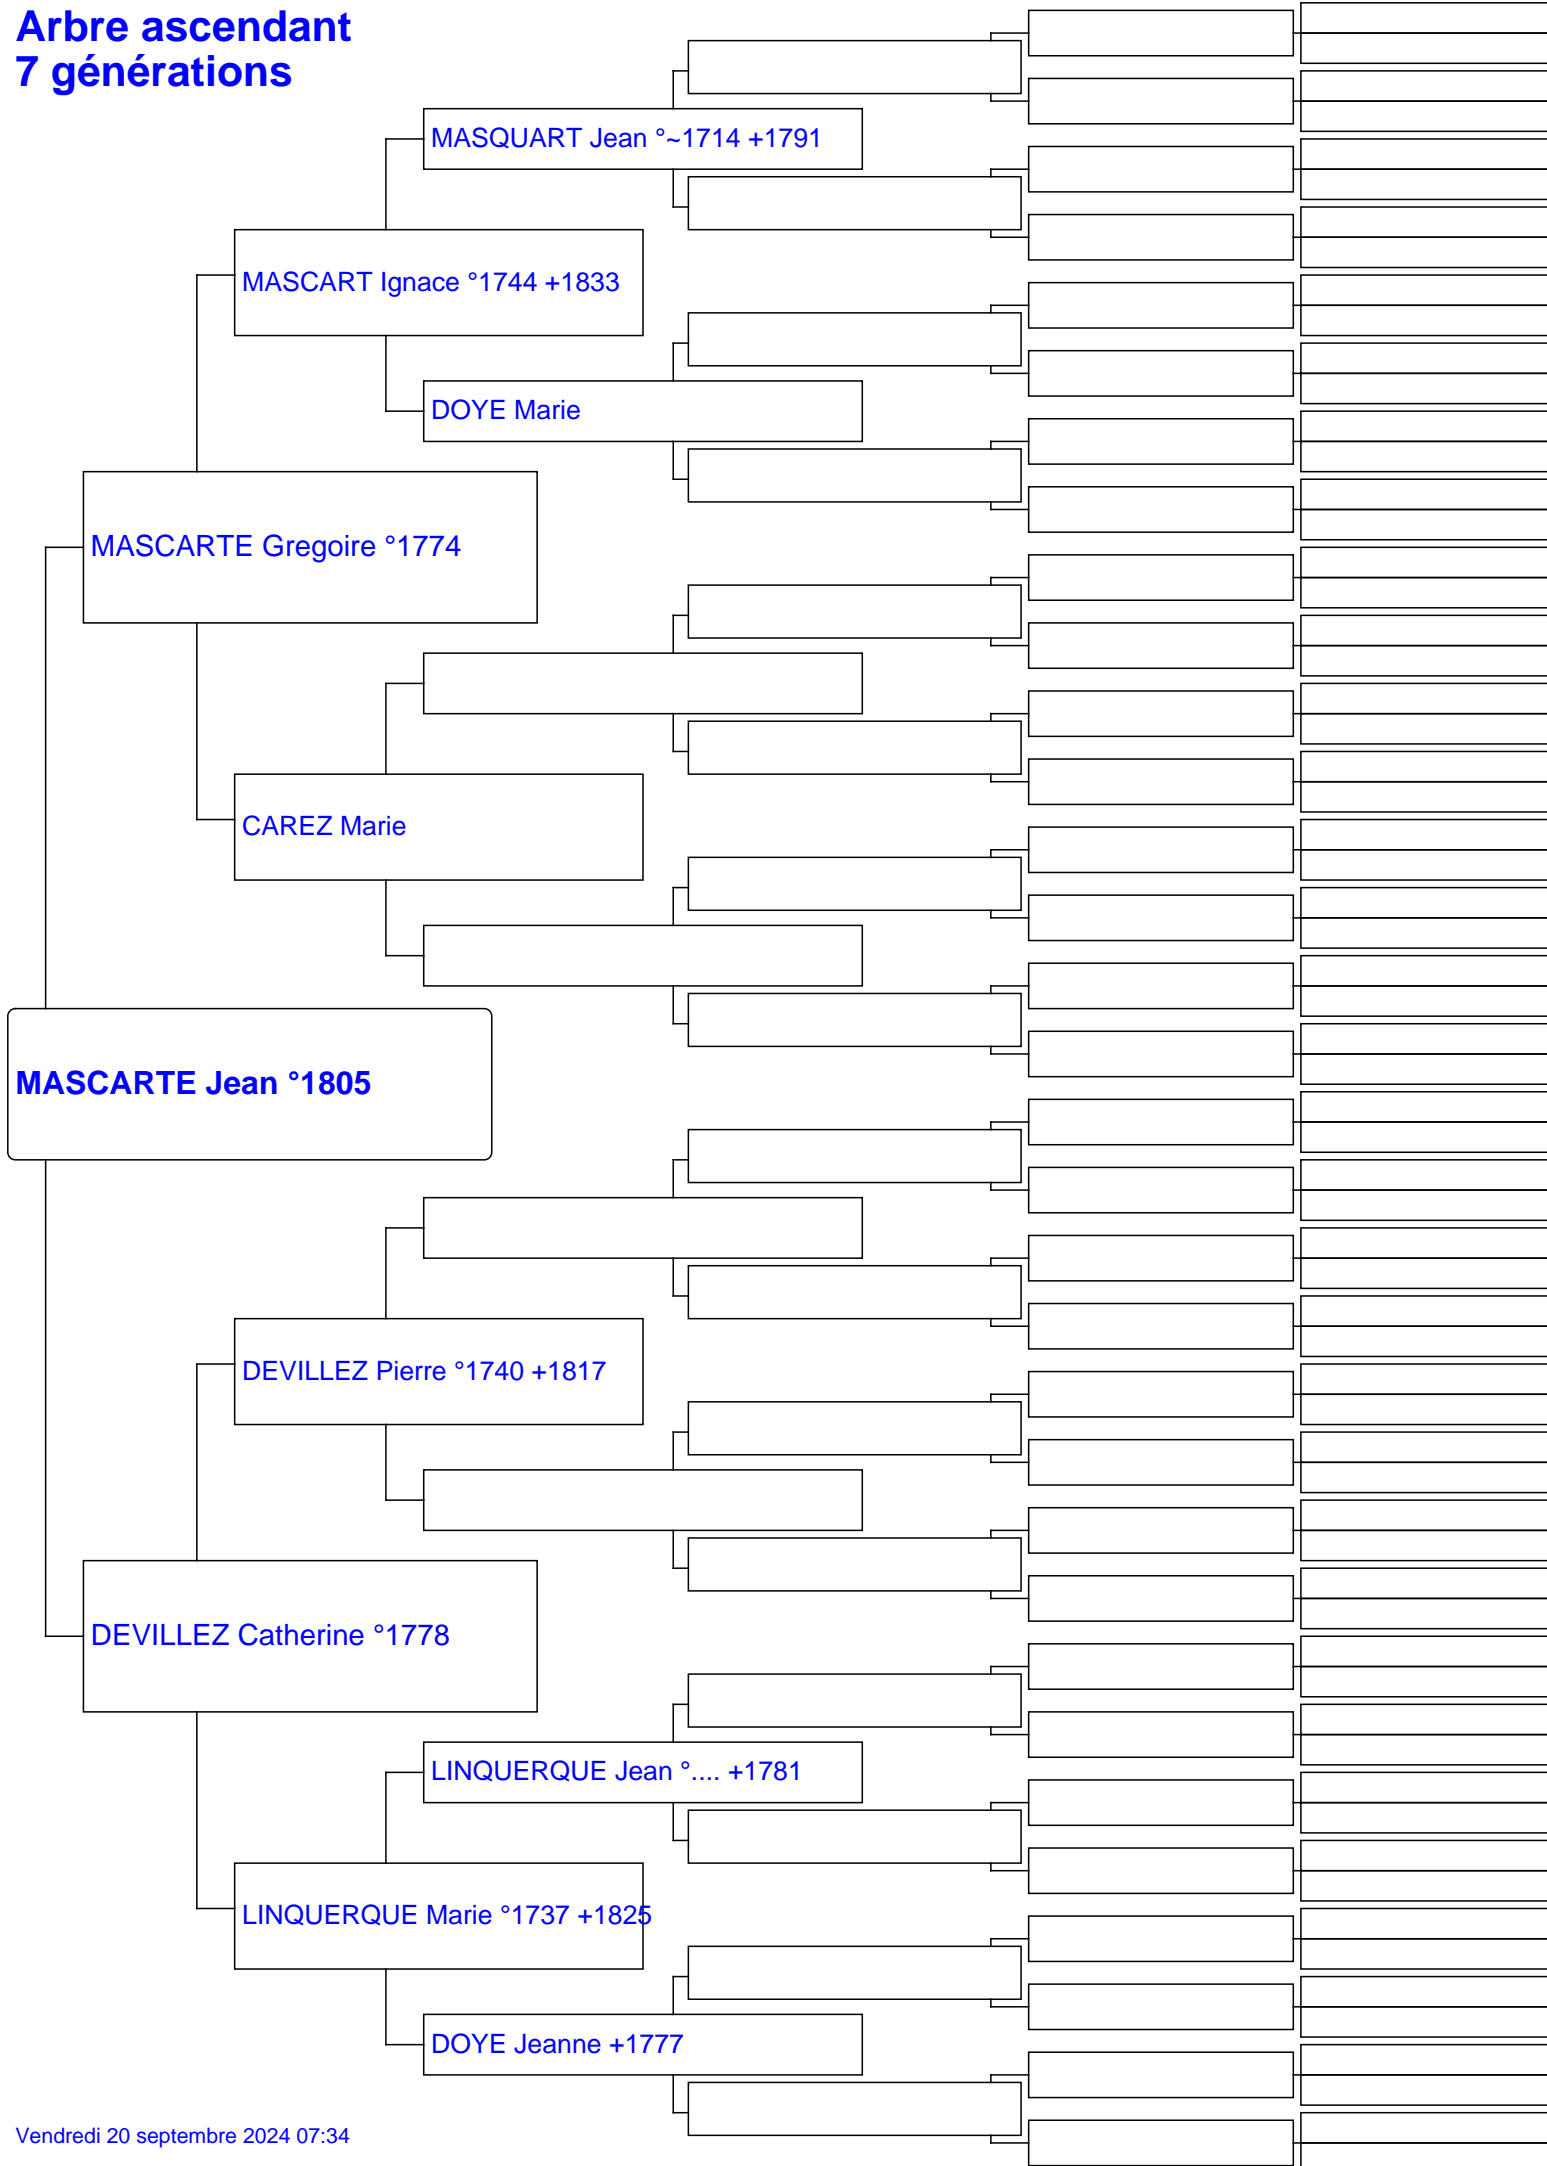 Arbre ascendant
7 générations
MASQUART Jean °~1714 +1791
MASCART Ignace °1744 +1833
DOYE Marie
MASCARTE Gregoire °1774
CAREZ Marie
MASCARTE Jean °1805
DEVILLEZ Pierre °1740 +1817
DEVILLEZ Catherine °1778
LINQUERQUE Jean °.... +1781
LINQUERQUE Marie °1737 +1825
DOYE Jeanne +1777
Vendredi 20 septembre 2024 07:34